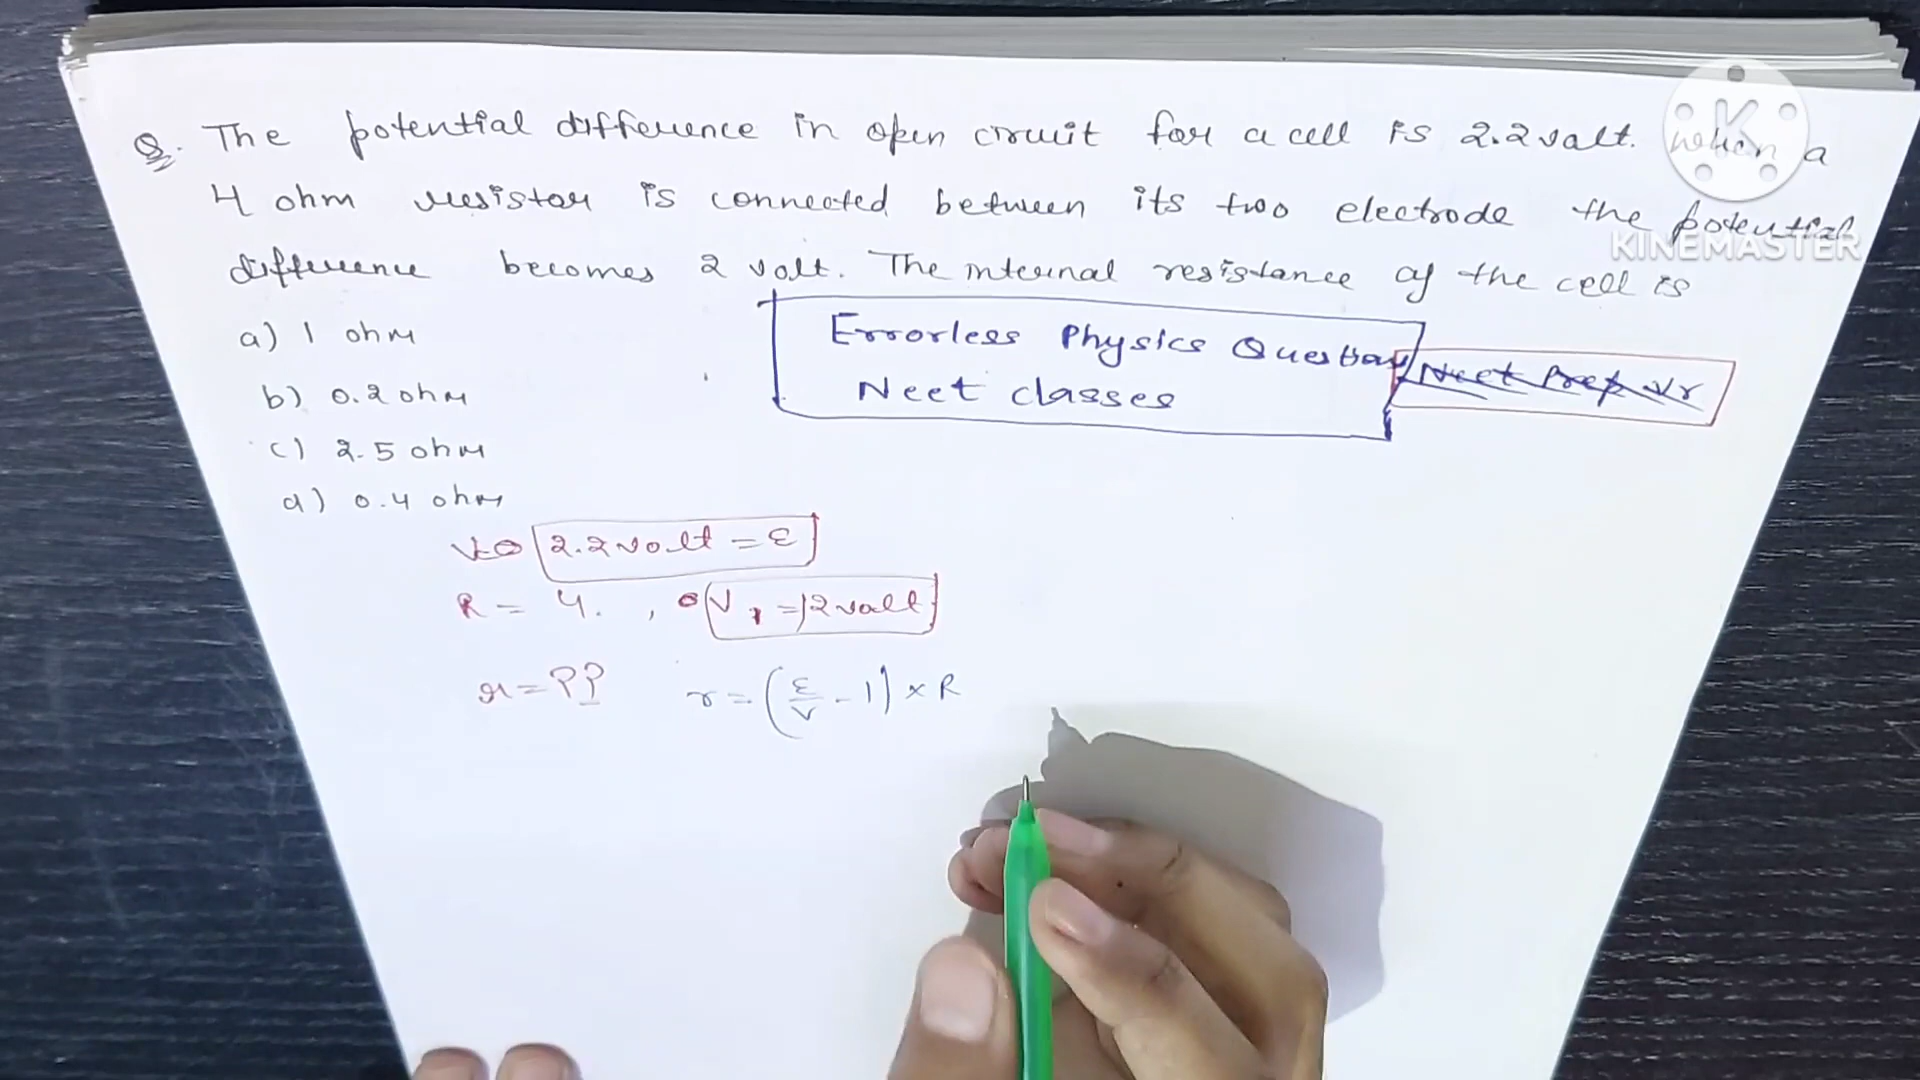 Q. The potential difference in open circuit for a cell is 2.2 volt. when a
4 ohm resistor is connected between its two electrode the potential
difference becomes 2 volt. The internal resistance of the cell is
a) 1 ohm
b) 0.2 ohm
c) 2.5 ohm
d) 0.4 ohm
Errorless Physics Question
Neet Prep Vr
Neet classes
2.2 volt = ε
R = 4. , V = 2 volt
r = ??
r = (ε/v - 1) × R
K
KINEMASTER